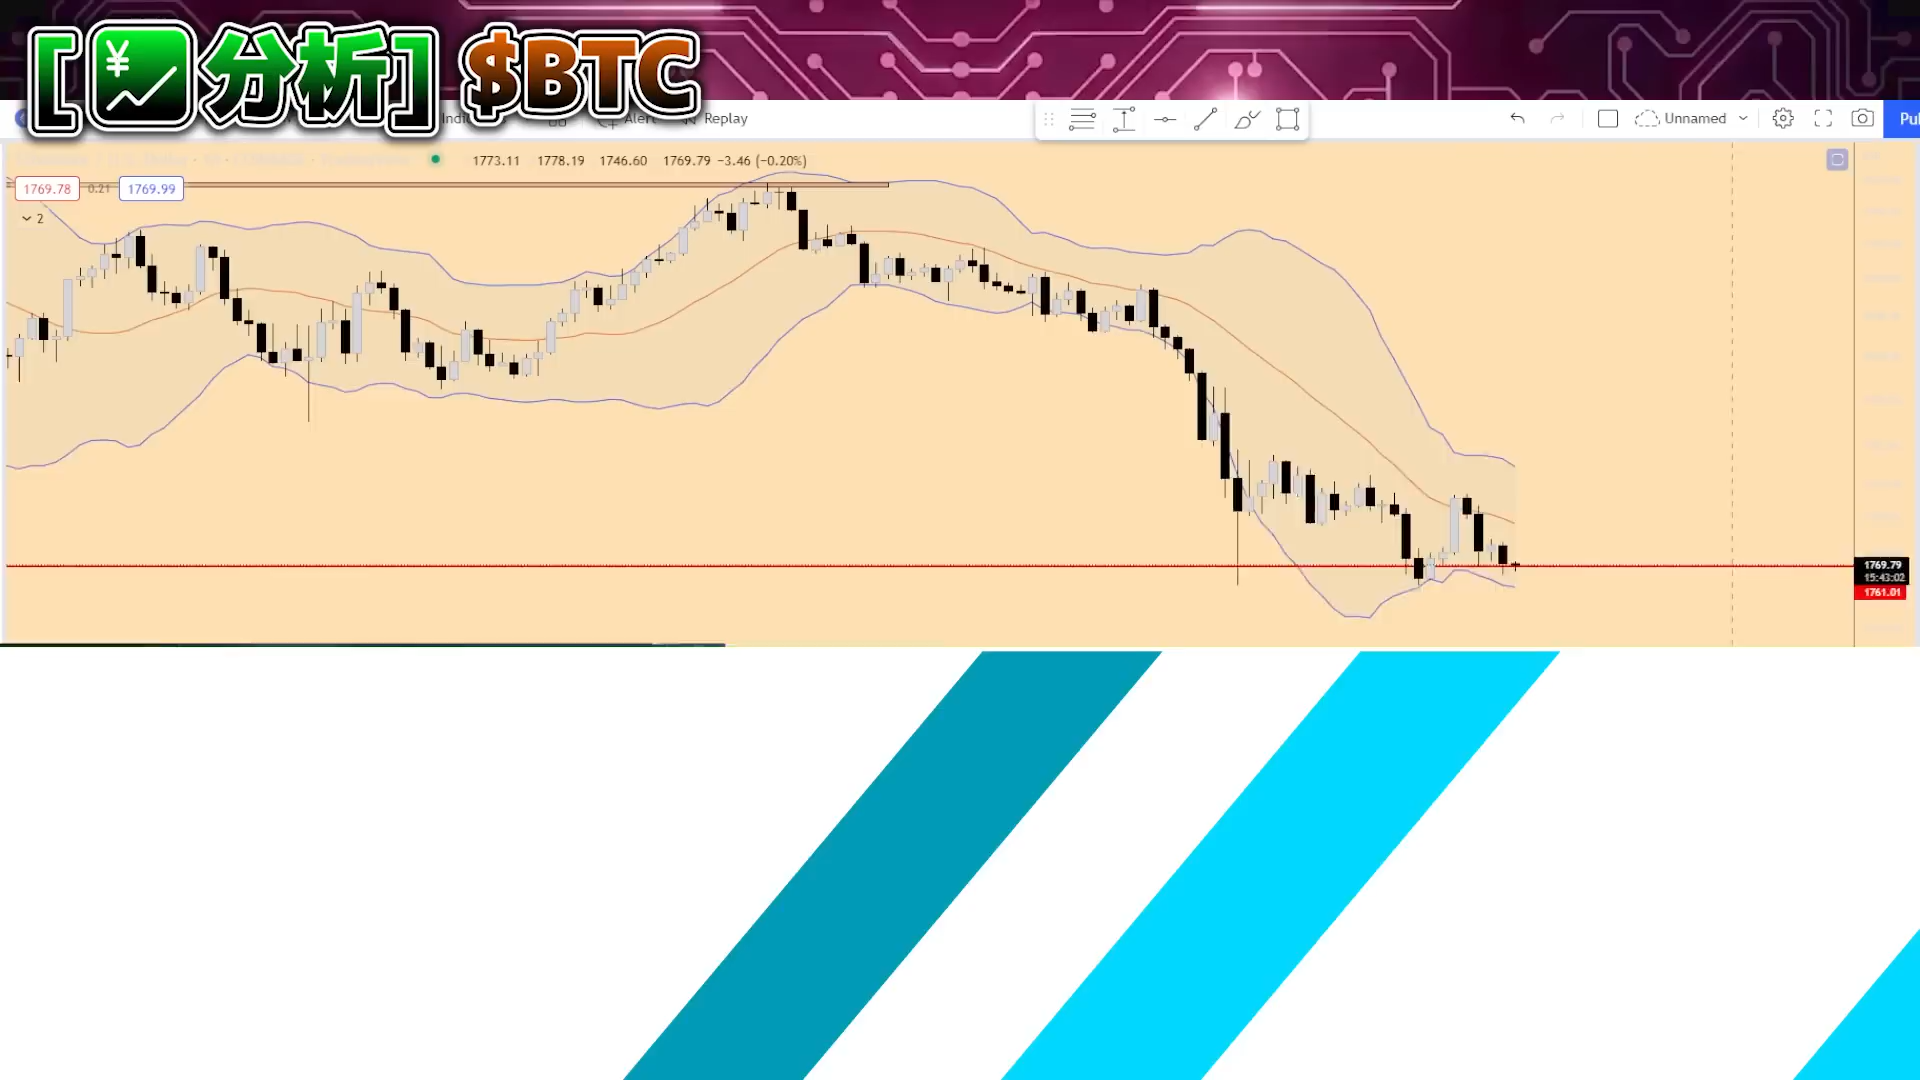 [¥分析] $BTC
Alert Replay
Unnamed
1773.11 1778.19 1746.60 1769.79 −3.46 (−0.20%)
1769.78 0.21 1769.99
2
1769.79
15:43:02
1761.01